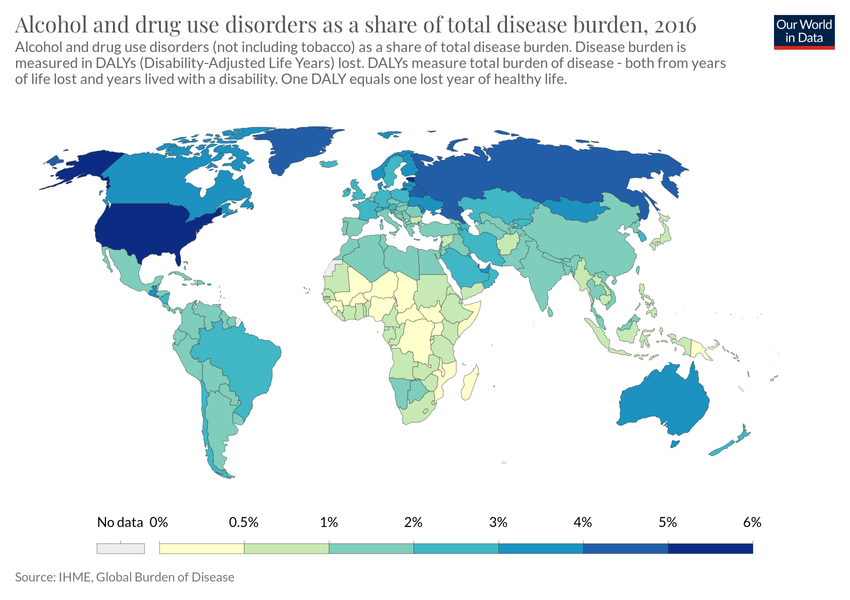 Alcohol and drug use disorders as a share of total disease burden, 2016
Our World
in Data
Alcohol and drug use disorders (not including tobacco) as a share of total disease burden. Disease burden is
measured in DALYs (Disability-Adjusted Life Years) lost. DALYs measure total burden of disease - both from years
of life lost and years lived with a disability. One DALY equals one lost year of healthy life.
No data 0% 0.5% 1% 2% 3% 4% 5% 6%
Source: IHME, Global Burden of Disease